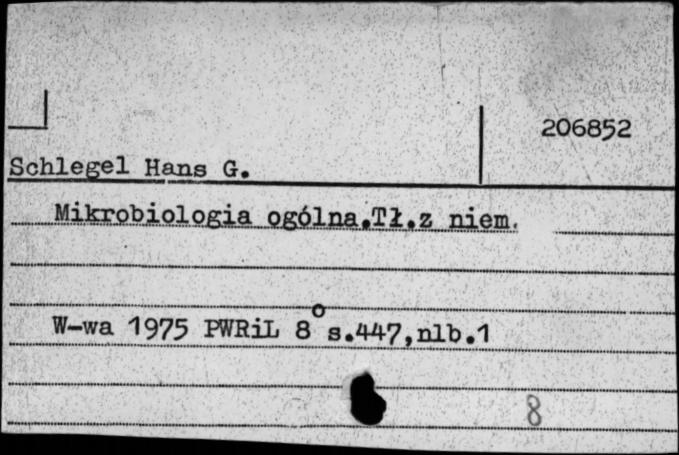 206852
Schlegel Hans G.
Mikrobiologia ogólna.Tł.z niem.
W-wa 1975 PWRiL 8° s.447,nlb.1
8